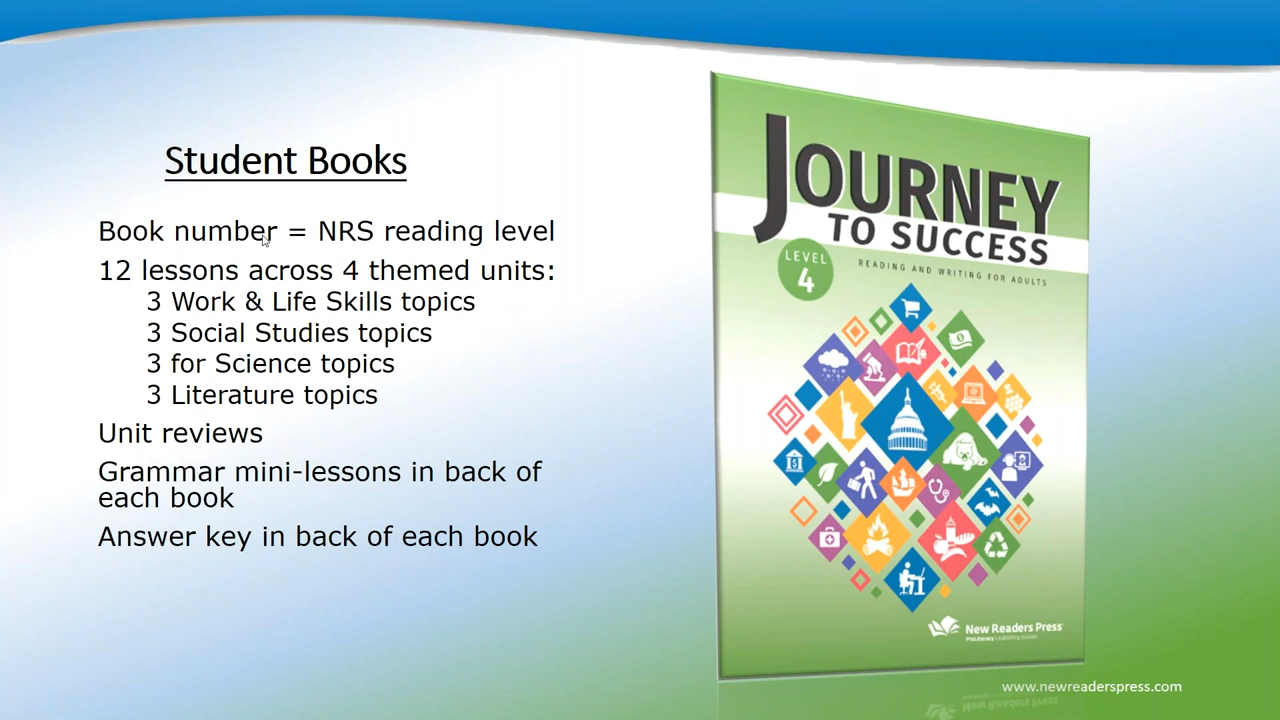 Student Books
Book number = NRS reading level
12 lessons across 4 themed units:
3 Work & Life Skills topics
3 Social Studies topics
3 for Science topics
3 Literature topics
Unit reviews
Grammar mini-lessons in back of
each book
Answer key in back of each book
JOURNEY
TO SUCCESS
LEVEL
4
READING AND WRITING FOR ADULTS
New Readers Press
www.newreaderspress.com